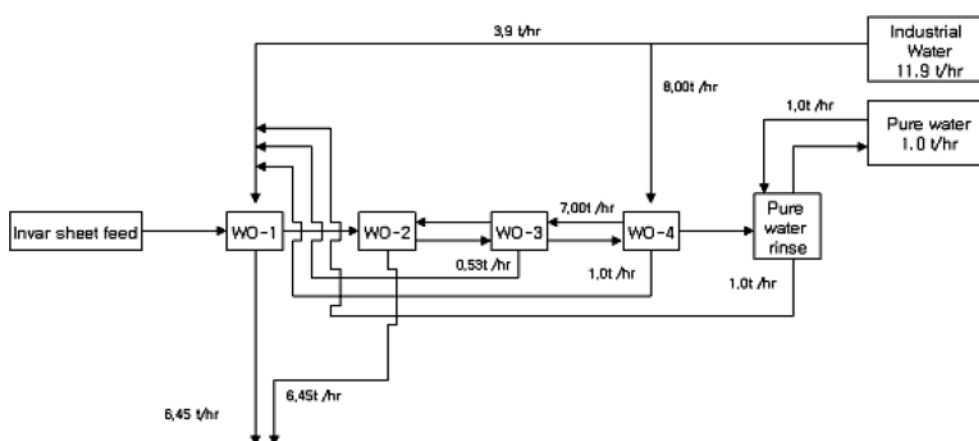 3,9 t/hr
Industrial
Water
11.9 t/hr
8,00t /hr
1,0t /hr
Pure water
1.0 t/hr
7,00t /hr
Invar sheet feed
WO-1
WO-2
WO-3
WO-4
Pure
water
rinse
0,53t /hr
1,0t /hr
1.0t /hr
6,45t /hr
6,45 t/hr